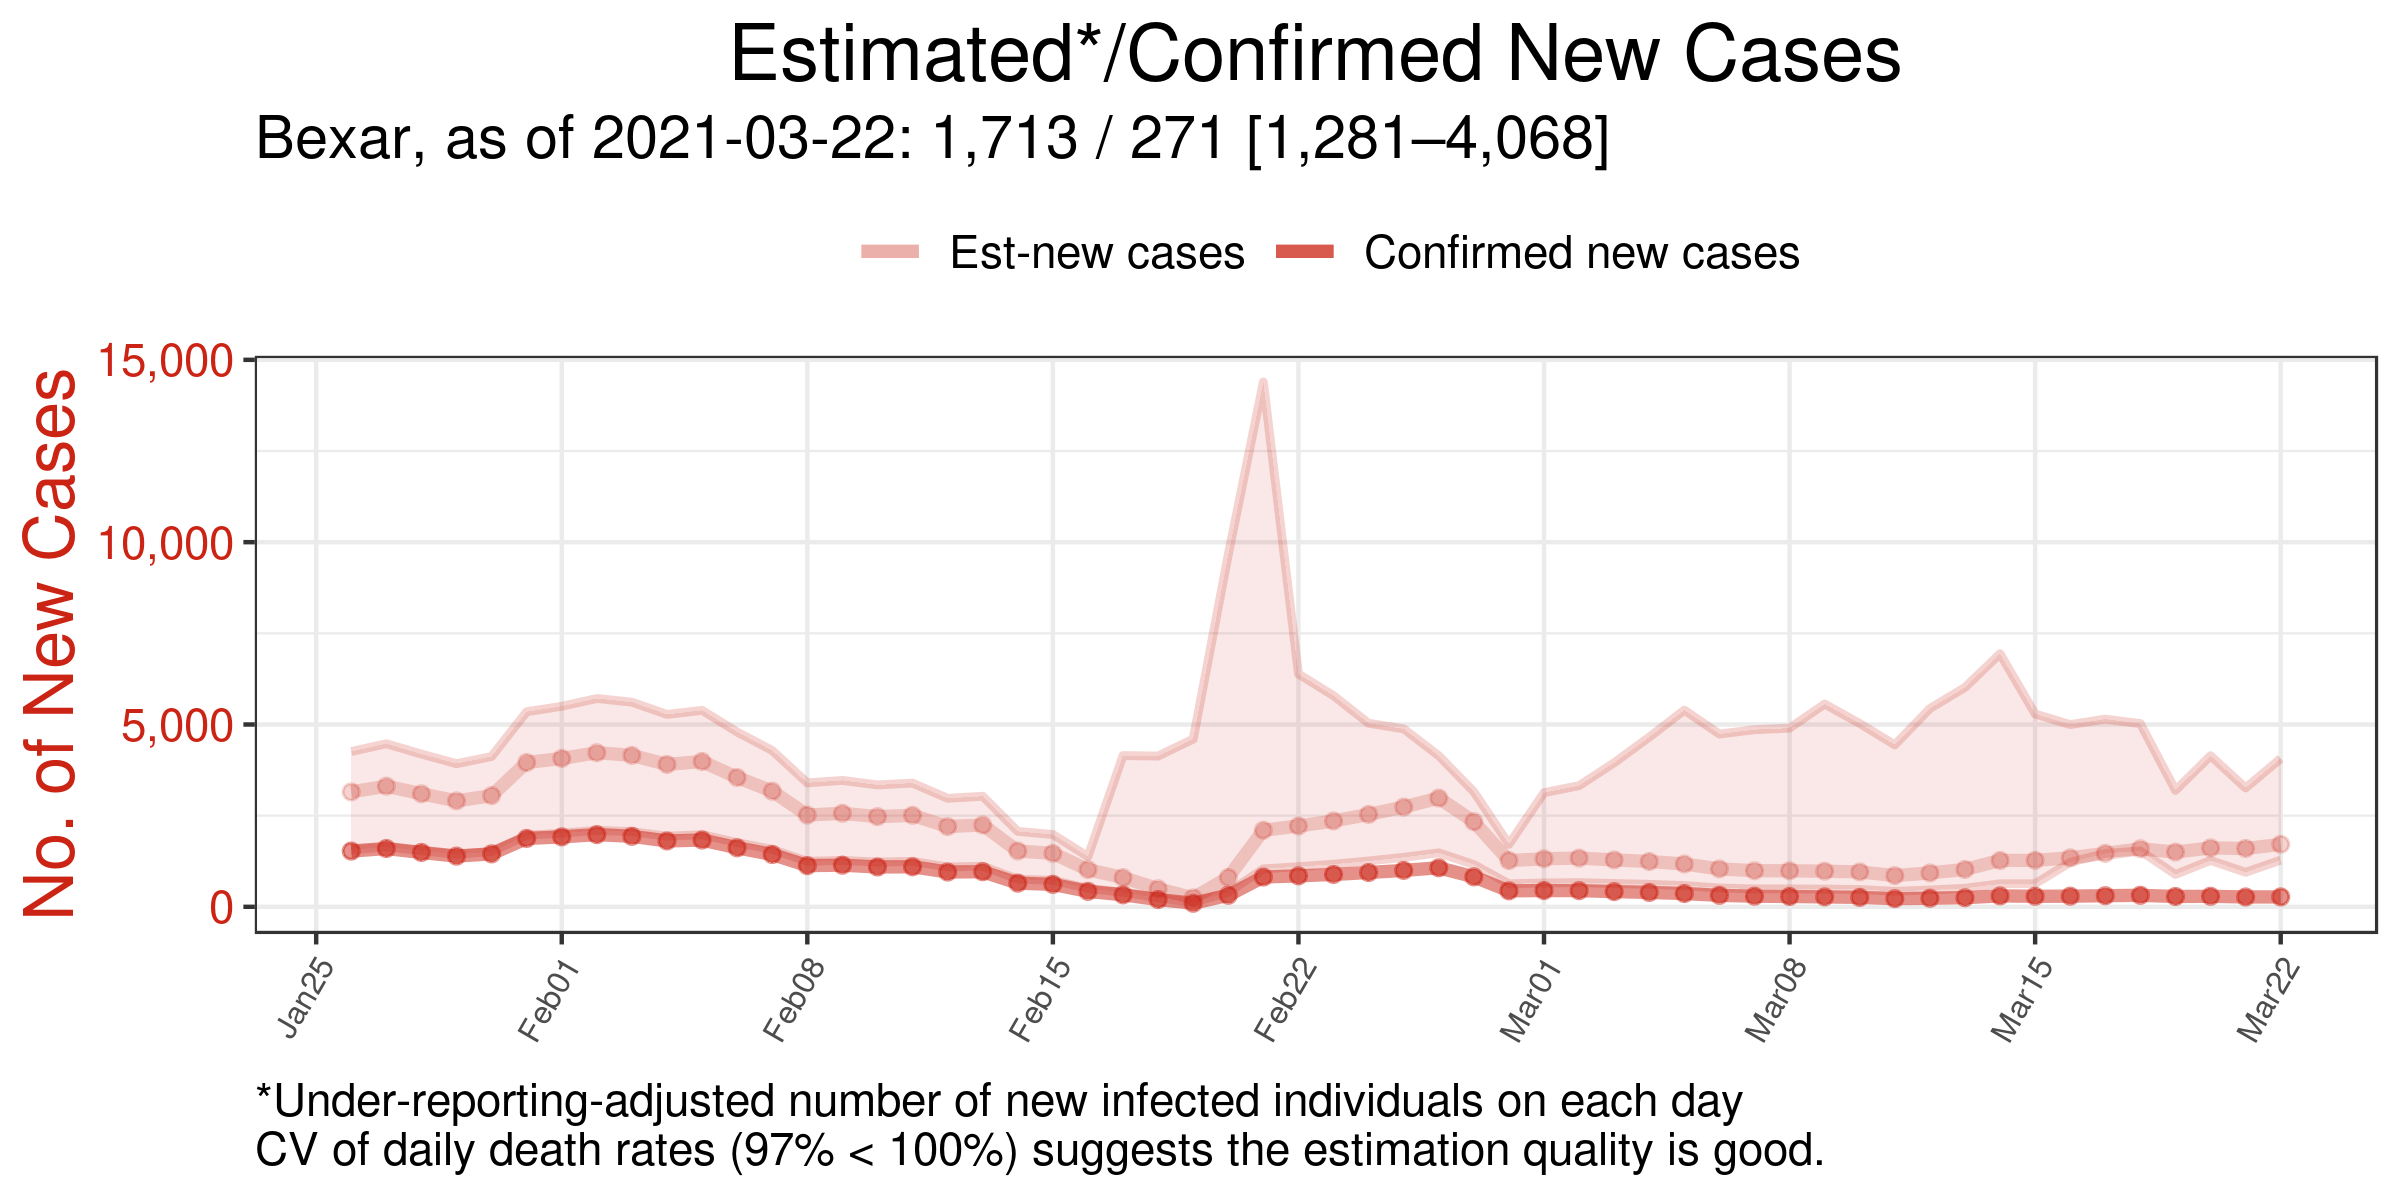 Estimated*/Confirmed New Cases
Bexar, as of 2021-03-22: 1,713 / 271 [1,281–4,068]
Est-new cases
Confirmed new cases
No. of New Cases
15,000
10,000
5,000
0
Jan25
Feb01
Feb08
Feb15
Feb22
Mar01
Mar08
Mar15
Mar22
*Under-reporting-adjusted number of new infected individuals on each day
CV of daily death rates (97% < 100%) suggests the estimation quality is good.